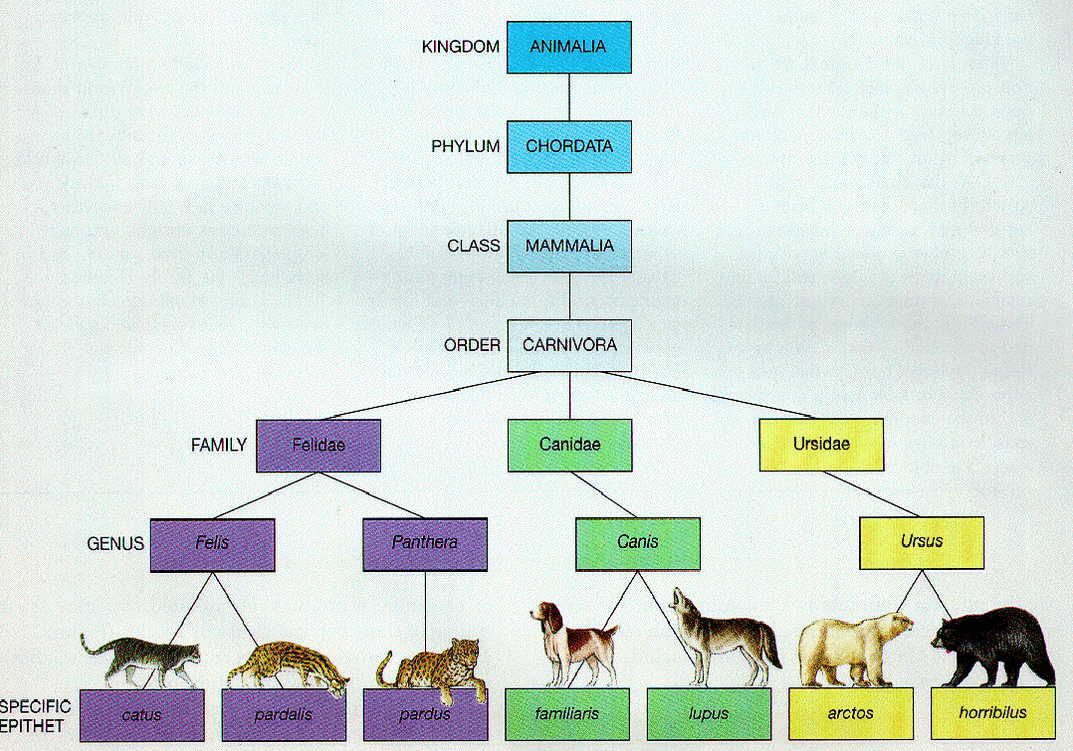 KINGDOM ANIMALIA
PHYLUM CHORDATA
CLASS MAMMALIA
ORDER CARNIVORA
FAMILY Felidae Canidae Ursidae
GENUS Felis Panthera Canis Ursus
SPECIFIC
EPITHET catus pardalis pardus familiaris lupus arctos horribilus